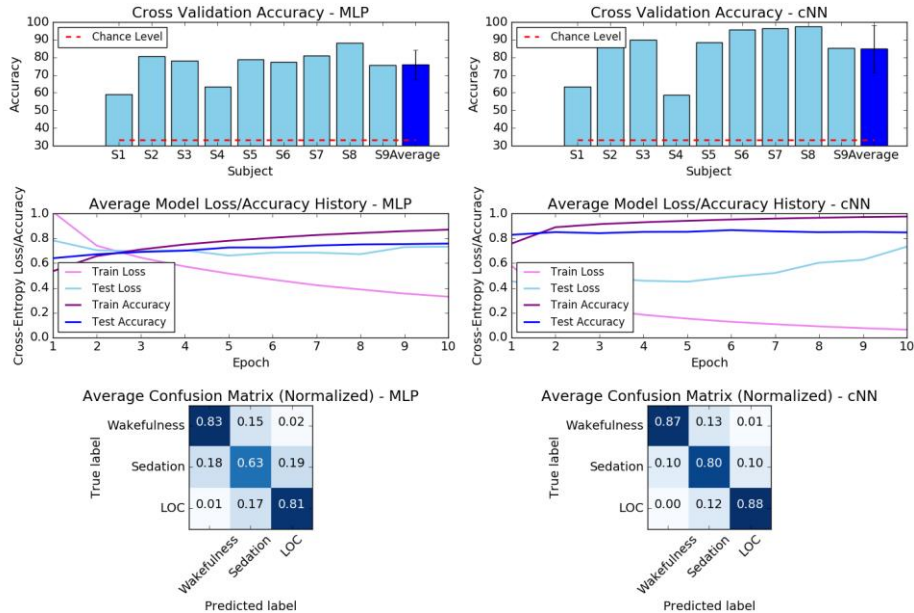 Cross Validation Accuracy - MLP
100
90
80
70
60
50
40
30
Accuracy
Chance Level
S1 S2 S3 S4 S5 S6 S7 S8 S9 Average
Subject
Cross Validation Accuracy - cNN
100
90
80
70
60
50
40
30
Accuracy
Chance Level
S1 S2 S3 S4 S5 S6 S7 S8 S9 Average
Subject
Average Model Loss/Accuracy History - MLP
1.0
0.8
0.6
0.4
0.2
0.0
Cross-Entropy Loss/Accuracy
Train Loss
Test Loss
Train Accuracy
Test Accuracy
1 2 3 4 5 6 7 8 9 10
Epoch
Average Model Loss/Accuracy History - cNN
1.0
0.8
0.6
0.4
0.2
0.0
Cross-Entropy Loss/Accuracy
Train Loss
Test Loss
Train Accuracy
Test Accuracy
1 2 3 4 5 6 7 8 9 10
Epoch
Average Confusion Matrix (Normalized) - MLP
True label
Wakefulness 0.83 0.15 0.02
Sedation 0.18 0.63 0.19
LOC 0.01 0.17 0.81
Wakefulness Sedation LOC
Predicted label
Average Confusion Matrix (Normalized) - cNN
True label
Wakefulness 0.87 0.13 0.01
Sedation 0.10 0.80 0.10
LOC 0.00 0.12 0.88
Wakefulness Sedation LOC
Predicted label